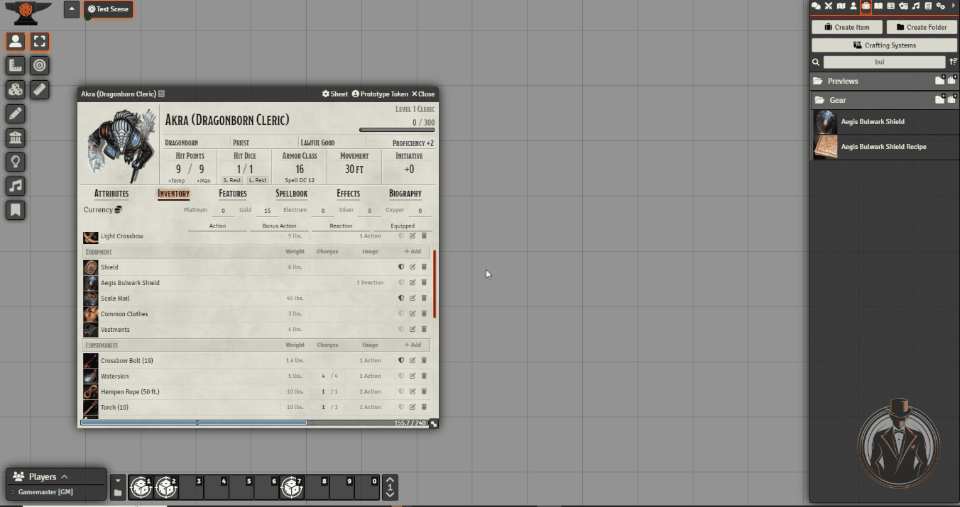 Test Scene
Create Item
Create Folder
Crafting Systems
bul
Previews
Gear
Aegis Bulwark Shield
Aegis Bulwark Shield Recipe
Akra (Dragonborn Cleric)
Sheet Prototype Token Close
Akra (Dragonborn Cleric)
Level 1 Cleric
0 / 300
Dragonborn Priest Lawful Good Proficiency +2
Hit Points Hit Dice Armor Class Movement Initiative
9 / 9 1 / 1 16 30 ft +0
+Temp +Max S. Rest L. Rest Spell DC 12
Attributes Inventory Features Spellbook Effects Biography
Currency Platinum 0 Gold 15 Electrum 0 Silver 0 Copper 0
Action Bonus Action Reaction Equipped
Light Crossbow 5 lbs. 1 Action
Equipment Weight Charges Usage + Add
Shield 6 lbs.
Aegis Bulwark Shield 1 Reaction
Scale Mail 45 lbs.
Common Clothes 3 lbs.
Vestments 4 lbs.
Consumables Weight Charges Usage + Add
Crossbow Bolt (19) 1.4 lbs. 1 Action
Waterskin 5 lbs. 4 / 4 1 Action
Hempen Rope (50 ft.) 10 lbs. 1 / 1 1 Action
Torch (10) 10 lbs. 1 / 1 1 Action
155.7 / 240
Players
Gamemaster [GM]
1 2 3 4 5 6 7 8 9 0
1